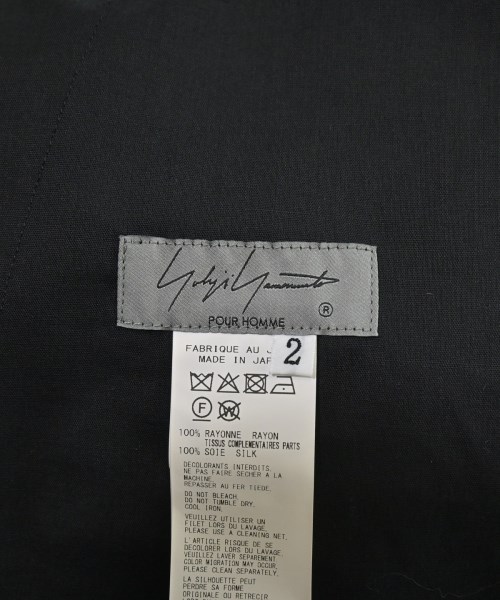 Yohji Yamamoto
®
POUR HOMME
2
FABRIQUE AU J
MADE IN JAP
F W
100% RAYONNE RAYON
TISSUS COMPLEMENTAIRES PARTS
100% SOIE SILK
DECOLORANTS INTERDITS.
NE PAS FAIRE SECHER A LA
MACHINE.
REPASSER AU FER TIEDE.
DO NOT BLEACH.
DO NOT TUMBLE DRY.
COOL IRON.
VEUILLEZ UTILISER UN
FILET LORS DU LAVAGE.
PLEASE USE A CLEANING NET.
L'ARTICLE RISQUE DE SE
DECOLORER LORS DU LAVAGE.
VEUILLEZ LAVER SEPAREMENT
COLOR MIGRATION MAY OCCUR,
PLEASE CLEAN SEPARATELY.
LA SILHOUETTE PEUT
PERDRE SA FORME
ORIGINALE OU RETRECIR